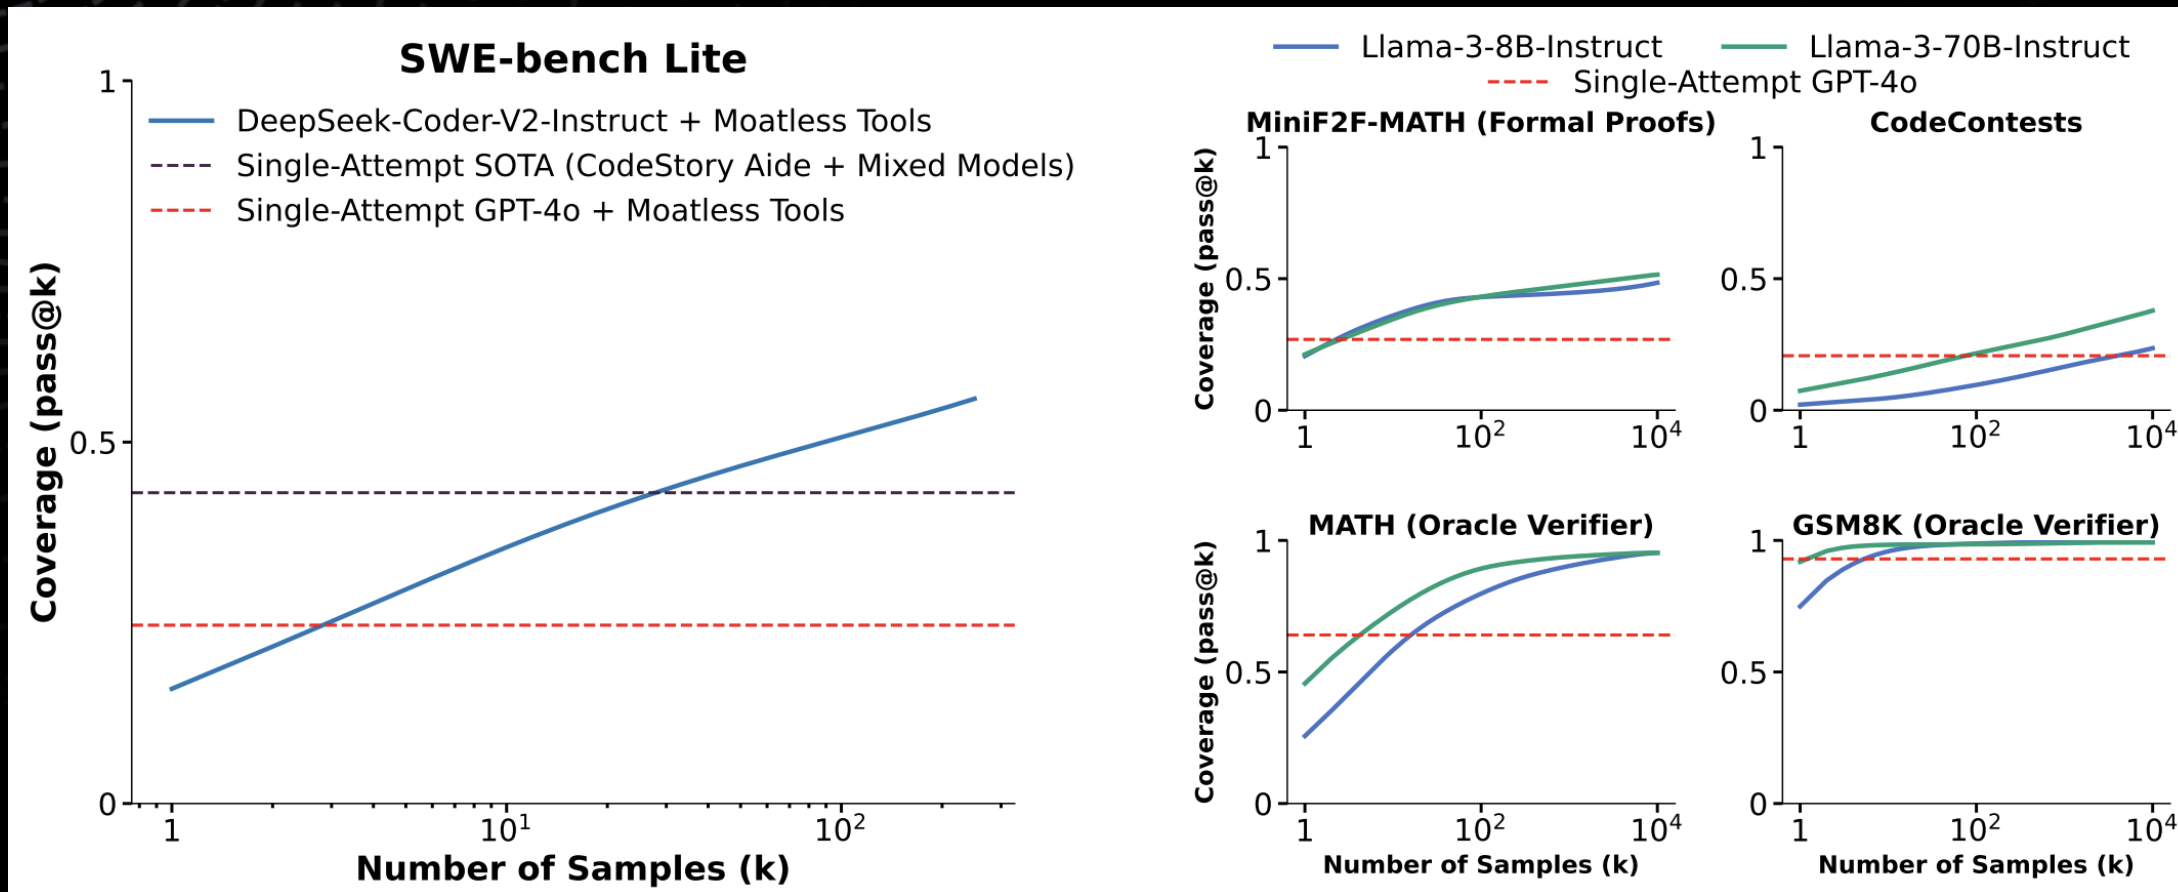 SWE-bench Lite
1
DeepSeek-Coder-V2-Instruct + Moatless Tools
Single-Attempt SOTA (CodeStory Aide + Mixed Models)
Single-Attempt GPT-4o + Moatless Tools
Coverage (pass@k)
0.5
0
1
10¹
10²
Number of Samples (k)
Llama-3-8B-Instruct
Llama-3-70B-Instruct
Single-Attempt GPT-4o
MiniF2F-MATH (Formal Proofs)
Coverage (pass@k)
1
0.5
0
1
10²
10⁴
CodeContests
1
0.5
0
1
10²
10⁴
MATH (Oracle Verifier)
Coverage (pass@k)
1
0.5
0
1
10²
10⁴
Number of Samples (k)
GSM8K (Oracle Verifier)
1
0.5
0
1
10²
10⁴
Number of Samples (k)